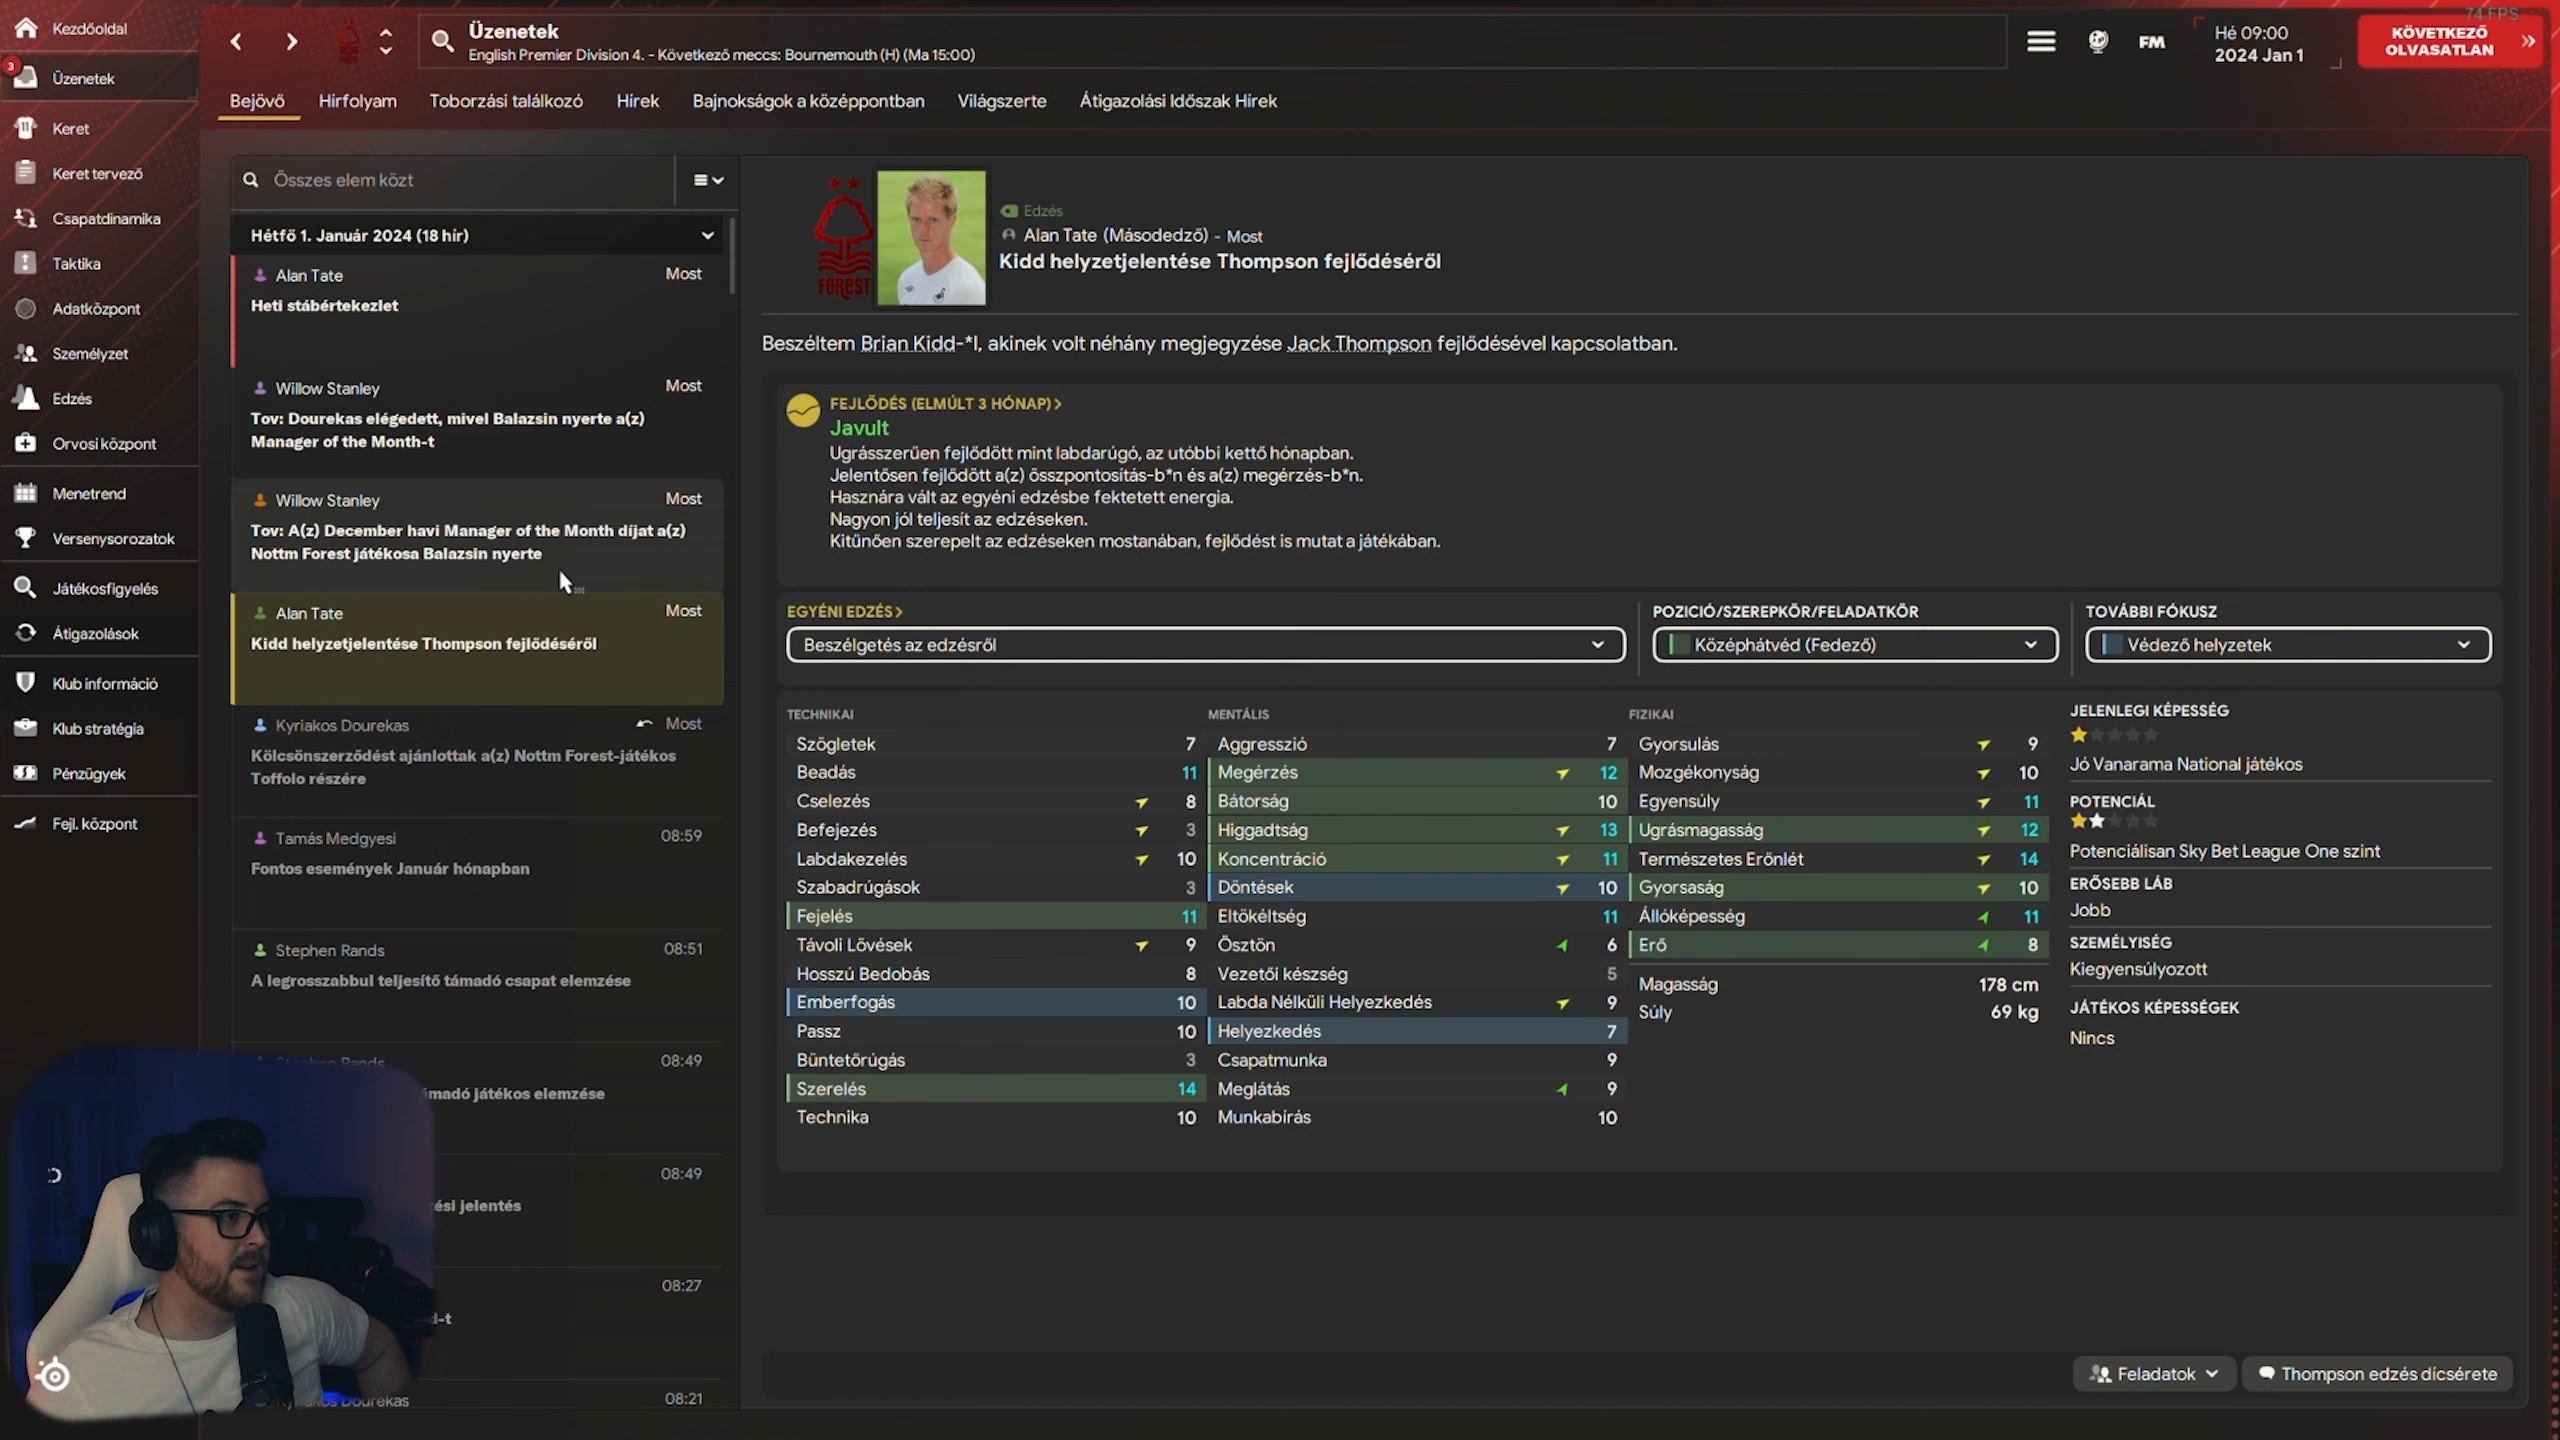 74 FPS
Kezdőoldal
3
Üzenetek
Keret
Keret tervező
Csapatdinamika
Taktika
Adatközpont
Személyzet
Edzés
Orvosi központ
Menetrend
Versenysorozatok
Játékosfigyelés
Átigazolások
Klub információ
Klub stratégia
Pénzügyek
Fejl. központ
Üzenetek
English Premier Division 4. - Következő meccs: Bournemouth (H) (Ma 15:00)
FM
Hé 09:00
2024 Jan 1
KÖVETKEZŐ
OLVASATLAN
Bejövő Hírfolyam Toborzási találkozó Hírek Bajnokságok a középpontban Világszerte Átigazolási Időszak Hírek
Összes elem közt
Hétfő 1. Január 2024 (18 hír)
Alan Tate Most
Heti stábértekezlet
Willow Stanley Most
Tov: Dourekas elégedett, mivel Balazsin nyerte a(z)
Manager of the Month-t
Willow Stanley Most
Tov: A(z) December havi Manager of the Month díjat a(z)
Nottm Forest játékosa Balazsin nyerte
Alan Tate Most
Kidd helyzetjelentése Thompson fejlődéséről
Kyriakos Dourekas Most
Kölcsönszerződést ajánlottak a(z) Nottm Forest-játékos
Toffolo részére
Tamás Medgyesi 08:59
Fontos események Január hónapban
Stephen Rands 08:51
A legrosszabbul teljesítő támadó csapat elemzése
Stephen Rands 08:49
ámadó játékos elemzése
08:49
ési jelentés
08:27
d-t
Kyriakos Dourekas 08:21
FOREST
Edzés
Alan Tate (Másodedző) - Most
Kidd helyzetjelentése Thompson fejlődéséről
Beszéltem Brian Kidd-*l, akinek volt néhány megjegyzése Jack Thompson fejlődésével kapcsolatban.
FEJLŐDÉS (ELMÚLT 3 HÓNAP)
Javult
Ugrásszerűen fejlődött mint labdarúgó, az utóbbi kettő hónapban.
Jelentősen fejlődött a(z) összpontosítás-b*n és a(z) megérzés-b*n.
Hasznára vált az egyéni edzésbe fektetett energia.
Nagyon jól teljesít az edzéseken.
Kitűnően szerepelt az edzéseken mostanában, fejlődést is mutat a játékában.
EGYÉNI EDZÉS
Beszélgetés az edzésről
POZICIÓ/SZEREPKÖR/FELADATKÖR
Középhátvéd (Fedező)
TOVÁBBI FÓKUSZ
Védező helyzetek
TECHNIKAI
Szögletek 7
Beadás 11
Cselezés 8
Befejezés 3
Labdakezelés 10
Szabadrúgások 3
Fejelés 11
Távoli Lövések 9
Hosszú Bedobás 8
Emberfogás 10
Passz 10
Büntetőrúgás 3
Szerelés 14
Technika 10
MENTÁLIS
Aggresszió 7
Megérzés 12
Bátorság 10
Higgadtság 13
Koncentráció 11
Döntések 10
Eltökéltség 11
Ösztön 6
Vezetői készség 5
Labda Nélküli Helyezkedés 9
Helyezkedés 7
Csapatmunka 9
Meglátás 9
Munkabírás 10
FIZIKAI
Gyorsulás 9
Mozgékonyság 10
Egyensúly 11
Ugrásmagasság 12
Természetes Erőnlét 14
Gyorsaság 10
Állóképesség 11
Erő 8
Magasság 178 cm
Súly 69 kg
JELENLEGI KÉPESSÉG
Jó Vanarama National játékos
POTENCIÁL
Potenciálisan Sky Bet League One szint
ERŐSEBB LÁB
Jobb
SZEMÉLYISÉG
Kiegyensúlyozott
JÁTÉKOS KÉPESSÉGEK
Nincs
Feladatok
Thompson edzés dícsérete